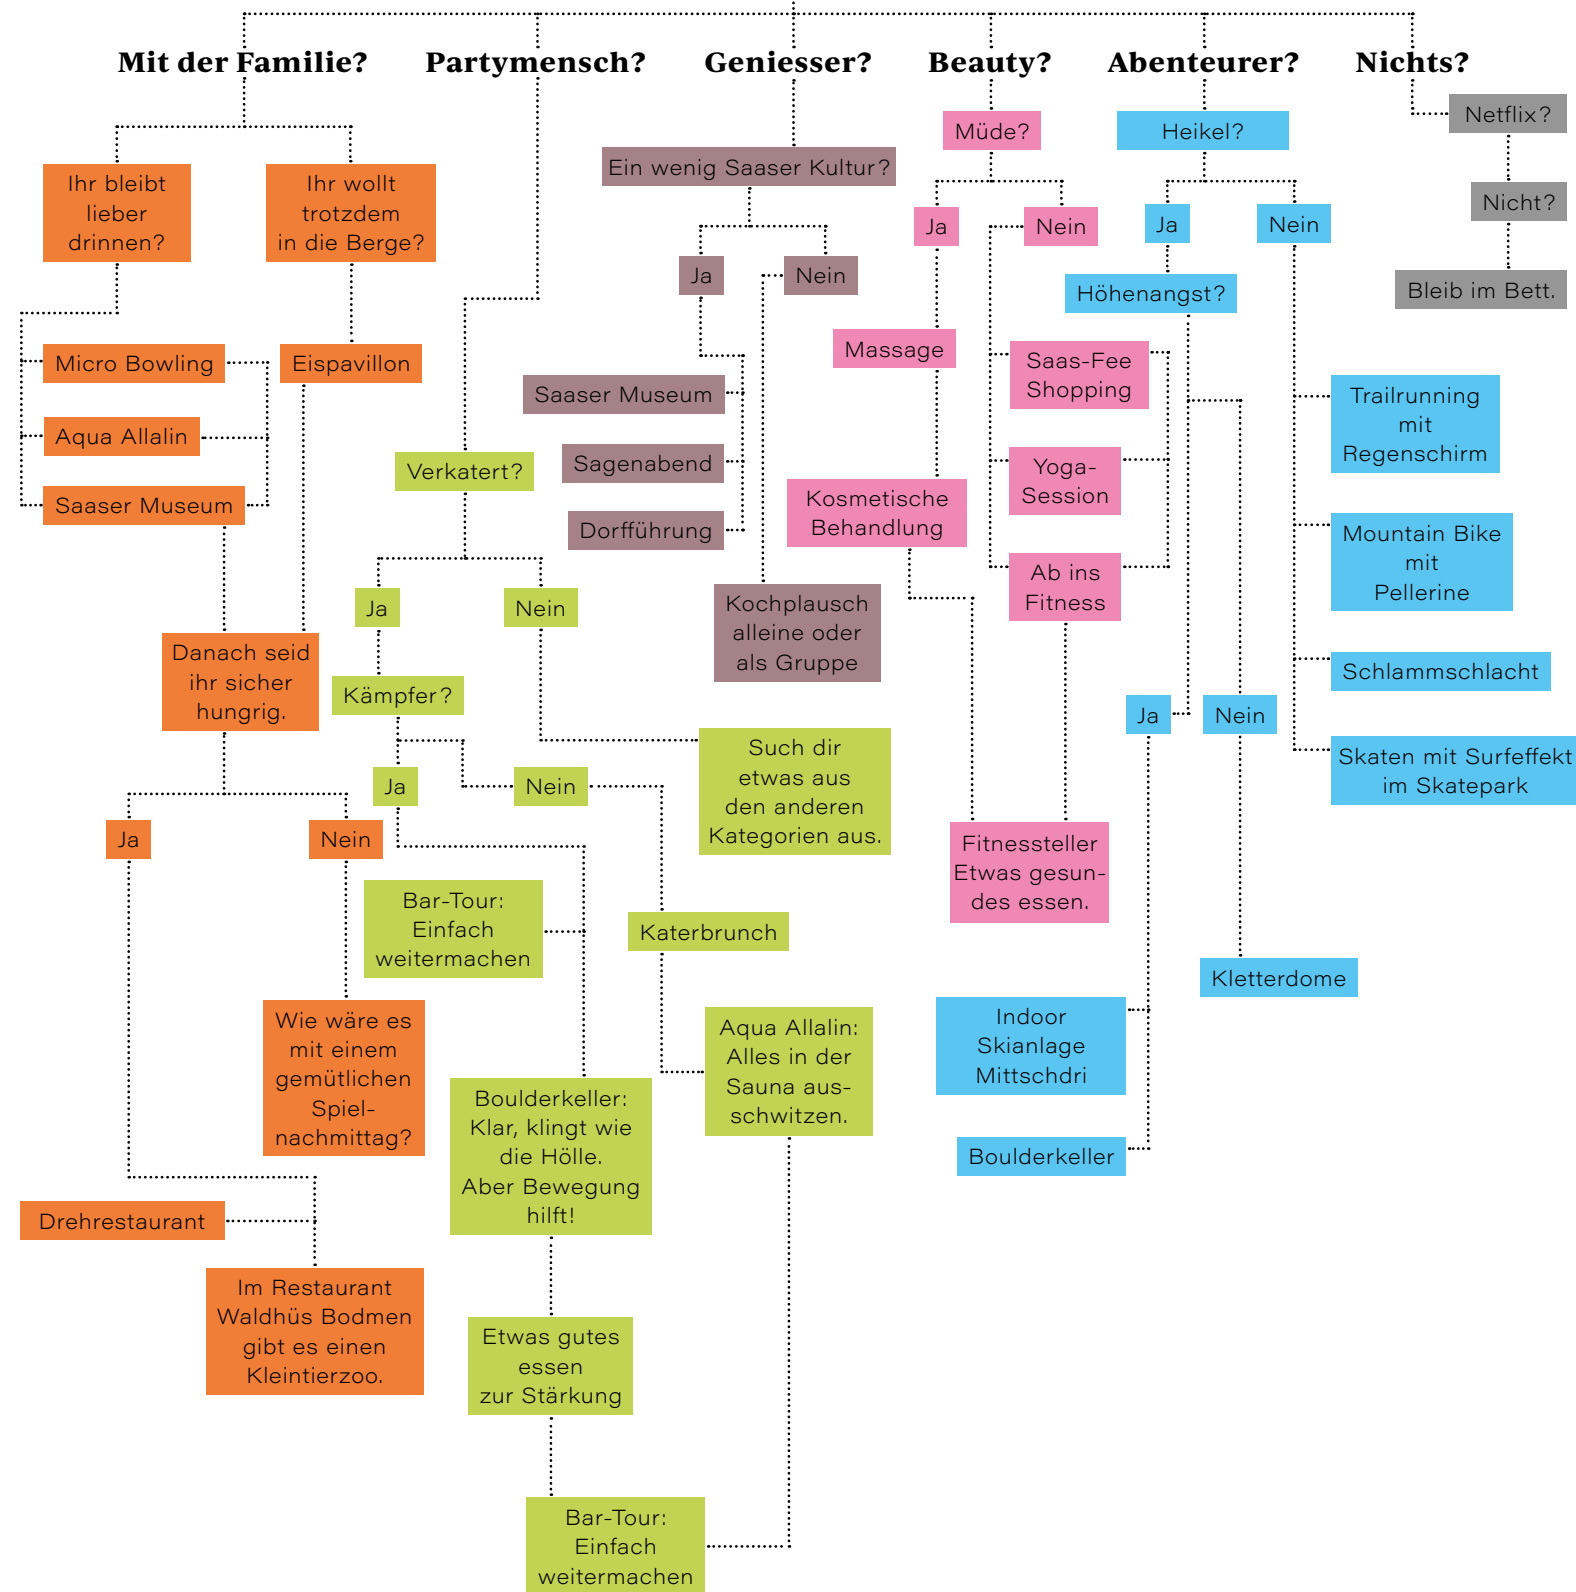 Mit der Familie?
Partymensch?
Geniesser?
Beauty?
Abenteurer?
Nichts?
Ihr bleibt
lieber
drinnen?
Ihr wollt
trotzdem
in die Berge?
Micro Bowling
Eispavillon
Aqua Allalin
Saaser Museum
Danach seid
ihr sicher
hungrig.
Ja
Nein
Wie wäre es
mit einem
gemütlichen
Spiel-
nachmittag?
Drehrestaurant
Im Restaurant
Waldhüs Bodmen
gibt es einen
Kleintierzoo.
Verkatert?
Ja
Nein
Kämpfer?
Ja
Nein
Such dir
etwas aus
den anderen
Kategorien aus.
Bar-Tour:
Einfach
weitermachen
Katerbrunch
Aqua Allalin:
Alles in der
Sauna aus-
schwitzen.
Boulderkeller:
Klar, klingt wie
die Hölle.
Aber Bewegung
hilft!
Etwas gutes
essen
zur Stärkung
Bar-Tour:
Einfach
weitermachen
Ein wenig Saaser Kultur?
Ja
Nein
Saaser Museum
Sagenabend
Dorfführung
Kochplausch
alleine oder
als Gruppe
Müde?
Ja
Nein
Massage
Saas-Fee
Shopping
Kosmetische
Behandlung
Yoga-
Session
Ab ins
Fitness
Fitnessteller
Etwas gesun-
des essen.
Heikel?
Ja
Nein
Höhenangst?
Trailrunning
mit
Regenschirm
Mountain Bike
mit
Pellerine
Schlammschlacht
Skaten mit Surfeffekt
im Skatepark
Ja
Nein
Kletterdome
Indoor
Skianlage
Mittschdri
Boulderkeller
Netflix?
Nicht?
Bleib im Bett.